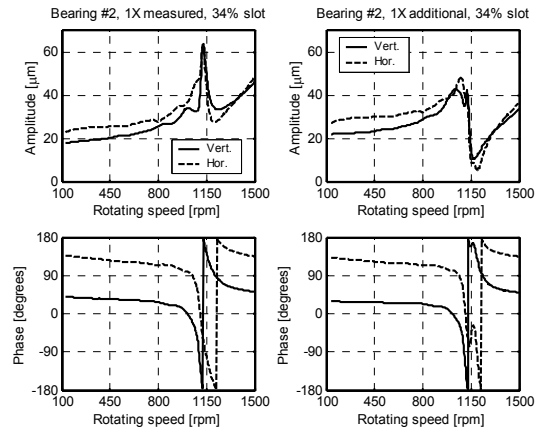 Bearing #2, 1X measured, 34% slot
Amplitude [μm]
60
40
20
0
Vert.
Hor.
100 450 800 1150 1500
Rotating speed [rpm]
Bearing #2, 1X additional, 34% slot
Amplitude [μm]
60
40
20
0
Vert.
Hor.
100 450 800 1150 1500
Rotating speed [rpm]
Phase [degrees]
180
90
0
-90
-180
100 450 800 1150 1500
Rotating speed [rpm]
Phase [degrees]
180
90
0
-90
-180
100 450 800 1150 1500
Rotating speed [rpm]